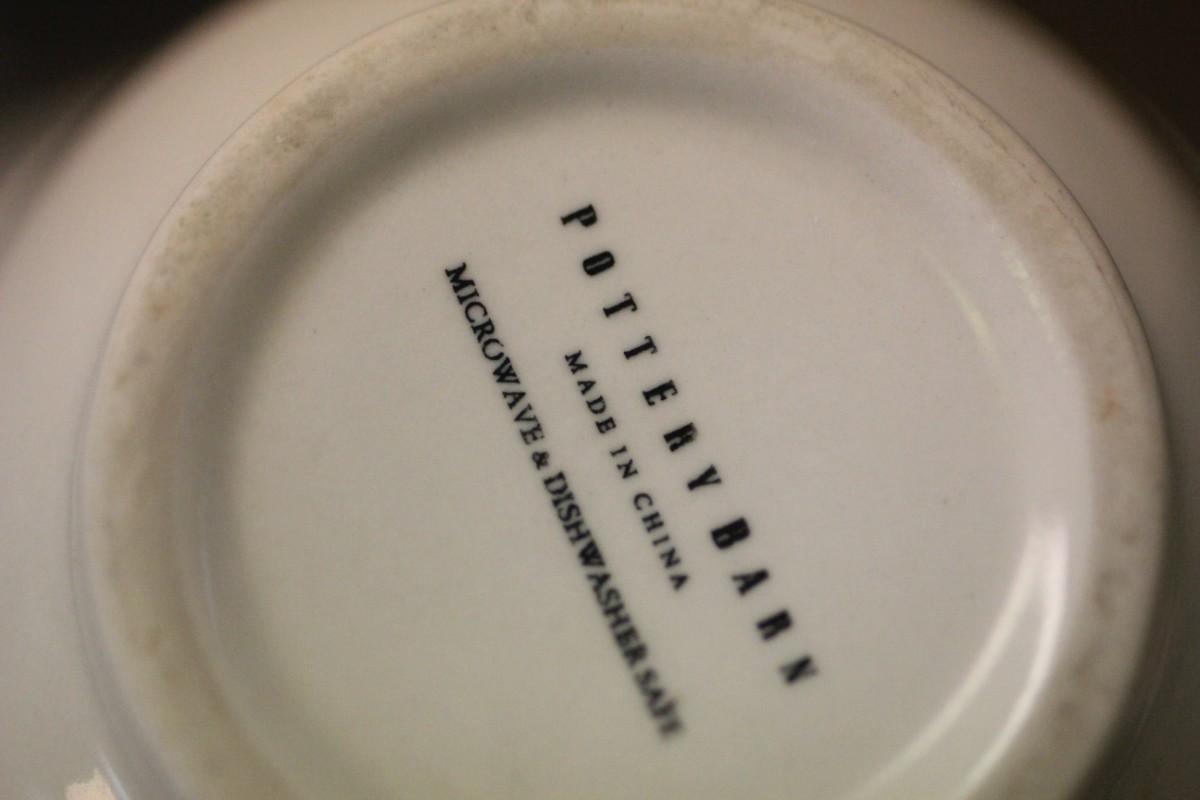 POTTERY BARN
MADE IN CHINA
MICROWAVE & DISHWASHER SAFE